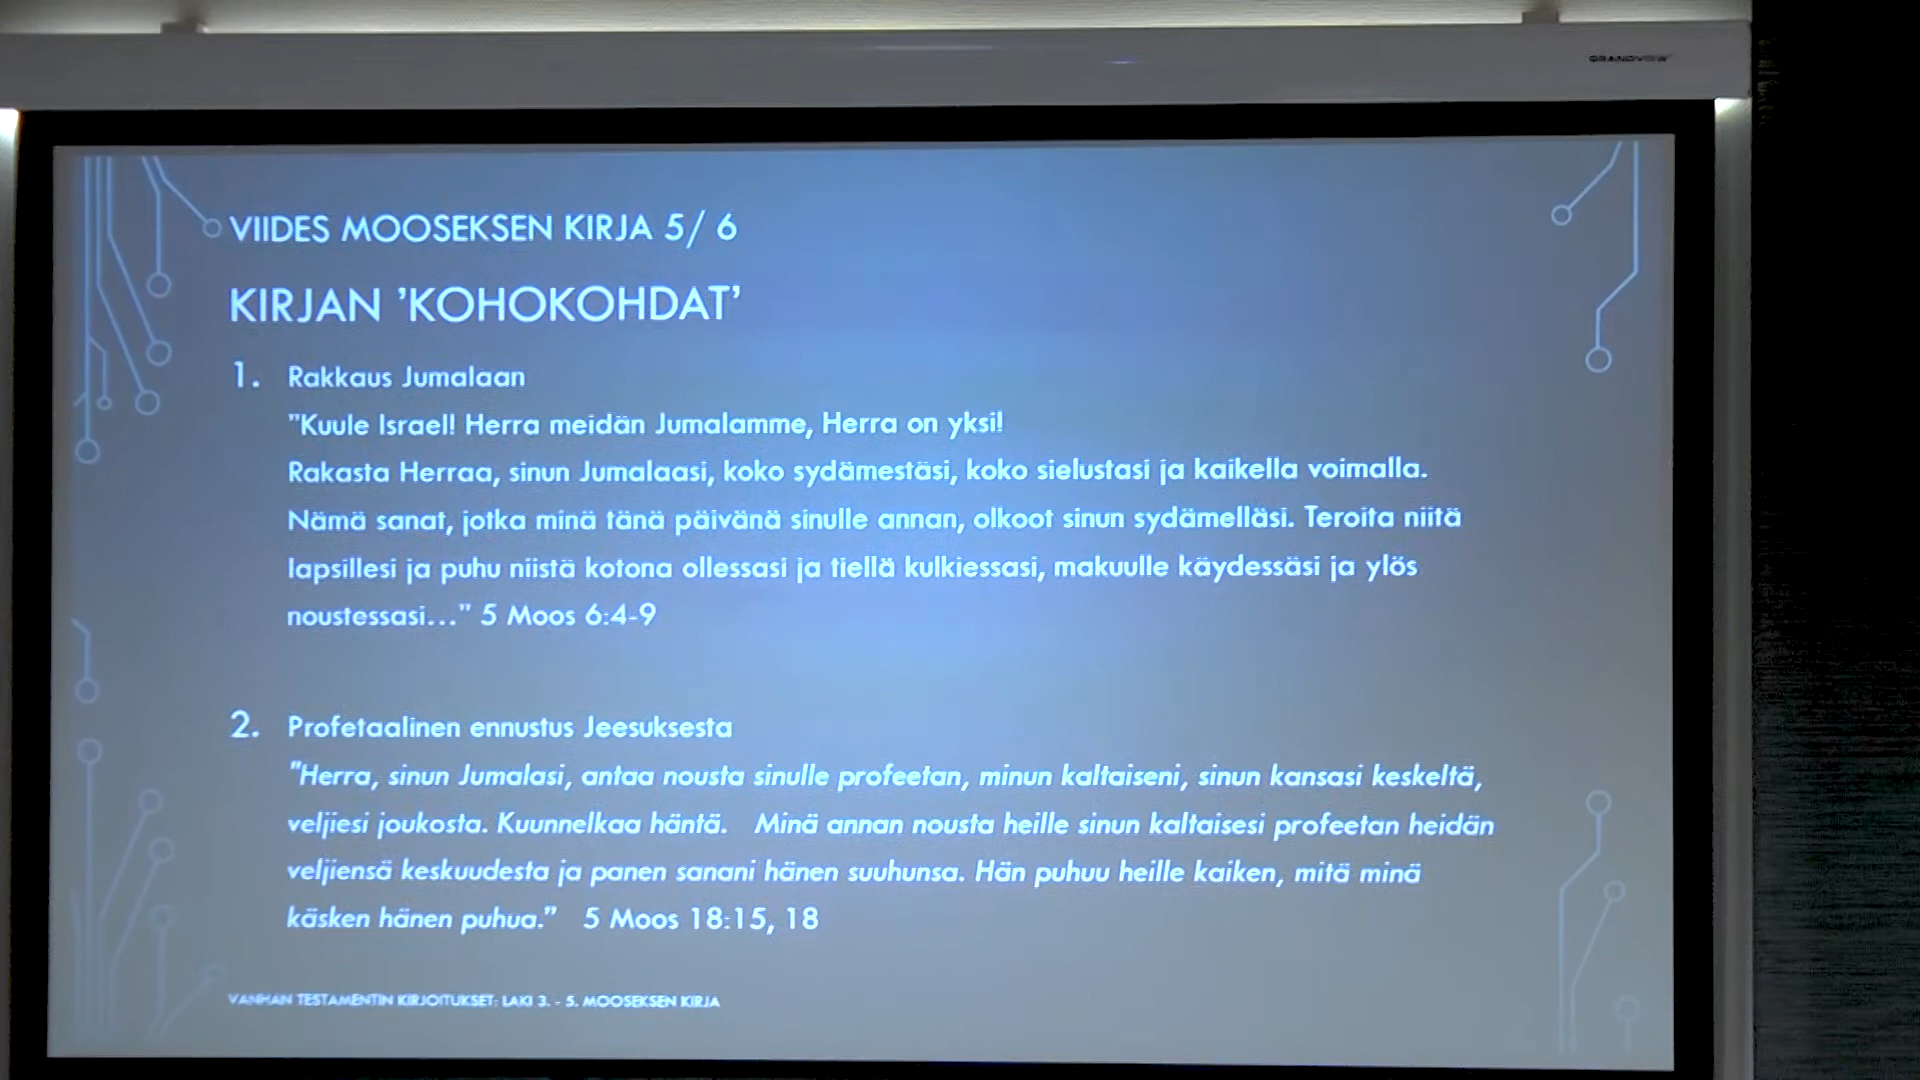 GRANDVIEW
VIIDES MOOSEKSEN KIRJA 5/ 6
KIRJAN ’KOHOKOHDAT’
1. Rakkaus Jumalaan
"Kuule Israel! Herra meidän Jumalamme, Herra on yksi!
Rakasta Herraa, sinun Jumalaasi, koko sydämestäsi, koko sielustasi ja kaikella voimalla.
Nämä sanat, jotka minä tänä päivänä sinulle annan, olkoot sinun sydämelläsi. Teroita niitä
lapsillesi ja puhu niistä kotona ollessasi ja tiellä kulkiessasi, makuulle käydessäsi ja ylös
noustessasi…” 5 Moos 6:4-9
2. Profetaalinen ennustus Jeesuksesta
"Herra, sinun Jumalasi, antaa nousta sinulle profeetan, minun kaltaiseni, sinun kansasi keskeltä,
veljiesi joukosta. Kuunnelkaa häntä. Minä annan nousta heille sinun kaltaisesi profeetan heidän
veljiensä keskuudesta ja panen sanani hänen suuhunsa. Hän puhuu heille kaiken, mitä minä
käsken hänen puhua.” 5 Moos 18:15, 18
VANHAN TESTAMENTIN KIRJOITUKSET: LAKI 3. - 5. MOOSEKSEN KIRJA